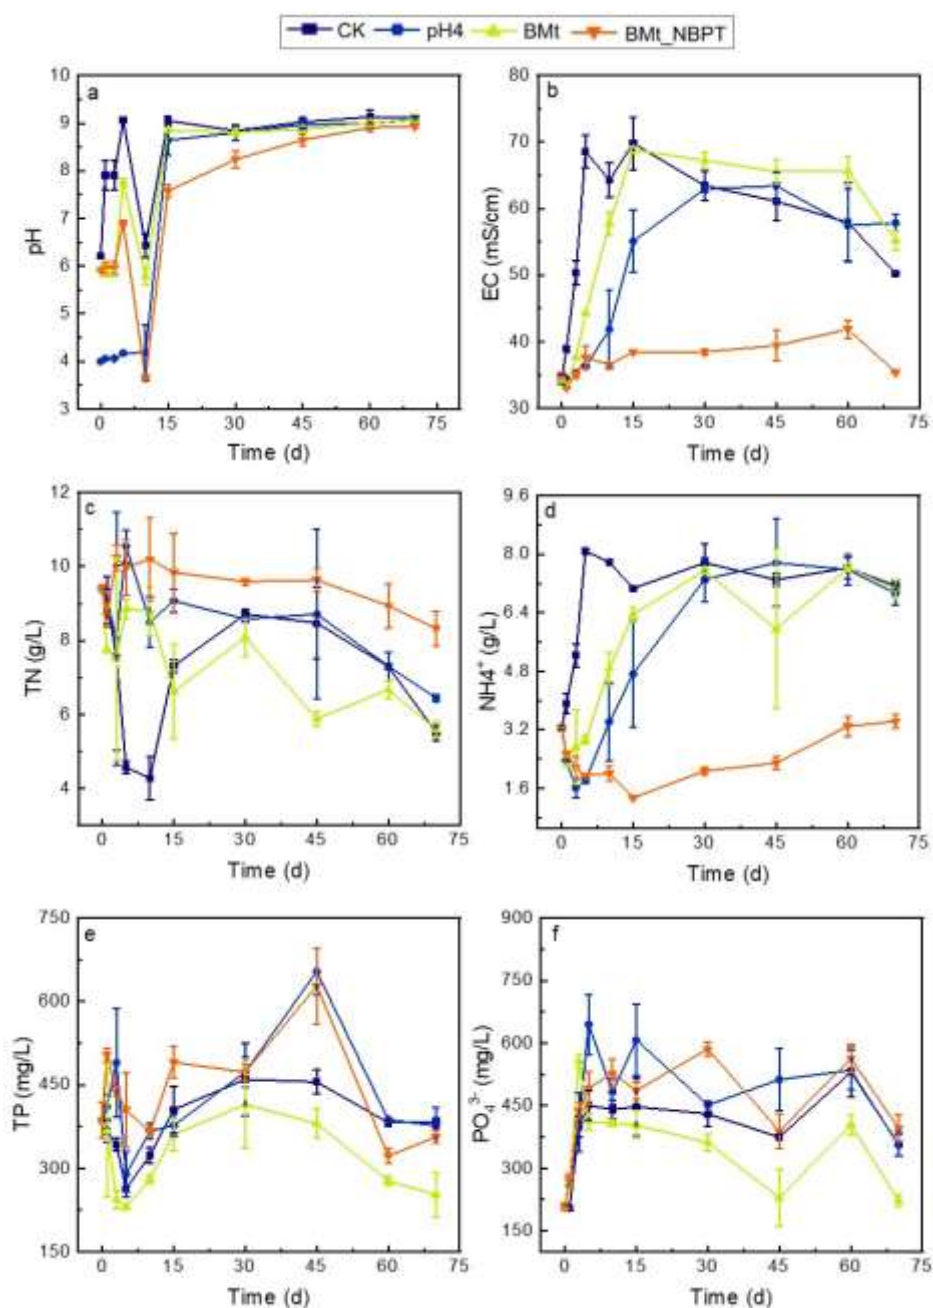 CK pH4 BMt BMt_NBPT
a
10
9
8
7
6
5
4
3
pH
0 15 30 45 60 75
Time (d)
b
80
70
60
50
40
30
EC (mS/cm)
0 15 30 45 60 75
Time (d)
c
12
10
8
6
4
TN (g/L)
0 15 30 45 60 75
Time (d)
d
9.6
8.0
6.4
4.8
3.2
1.6
NH4⁺ (g/L)
0 15 30 45 60 75
Time (d)
e
750
600
450
300
150
TP (mg/L)
0 15 30 45 60 75
Time (d)
f
900
750
600
450
300
150
PO₄³⁻ (mg/L)
0 15 30 45 60 75
Time (d)